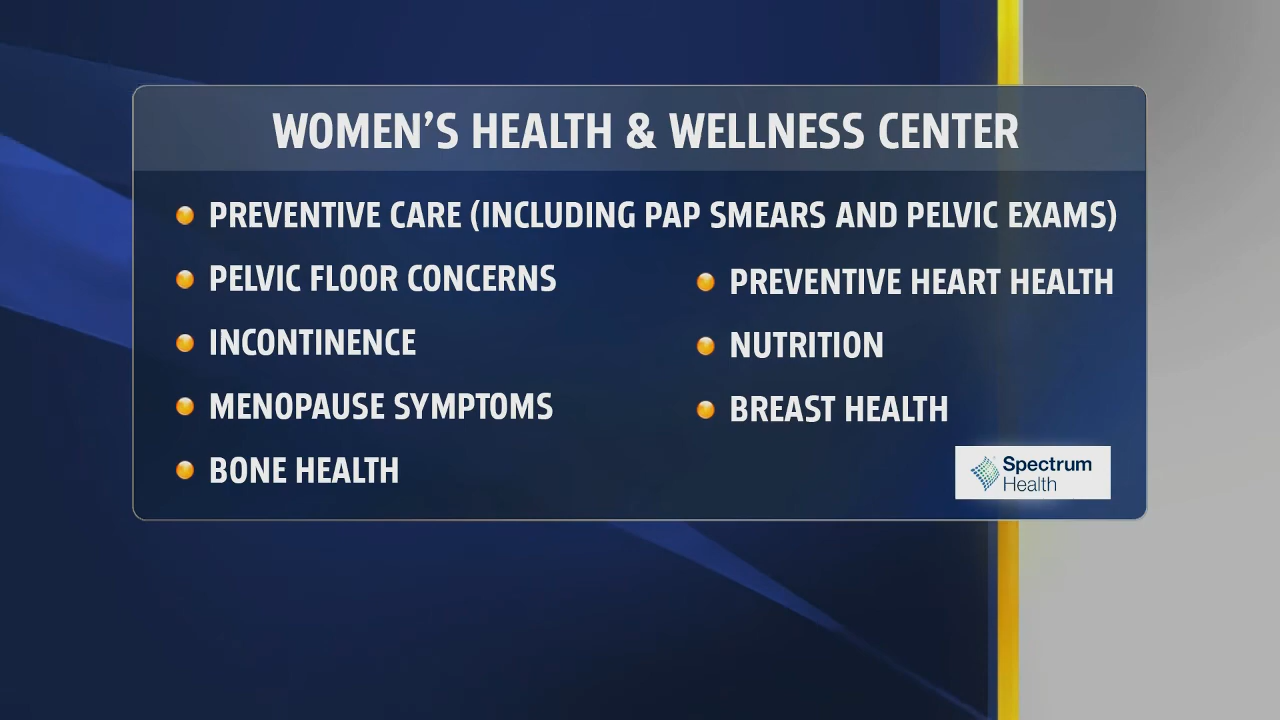 WOMEN'S HEALTH & WELLNESS CENTER
PREVENTIVE CARE (INCLUDING PAP SMEARS AND PELVIC EXAMS)
PELVIC FLOOR CONCERNS
INCONTINENCE
MENOPAUSE SYMPTOMS
BONE HEALTH
PREVENTIVE HEART HEALTH
NUTRITION
BREAST HEALTH
Spectrum
Health